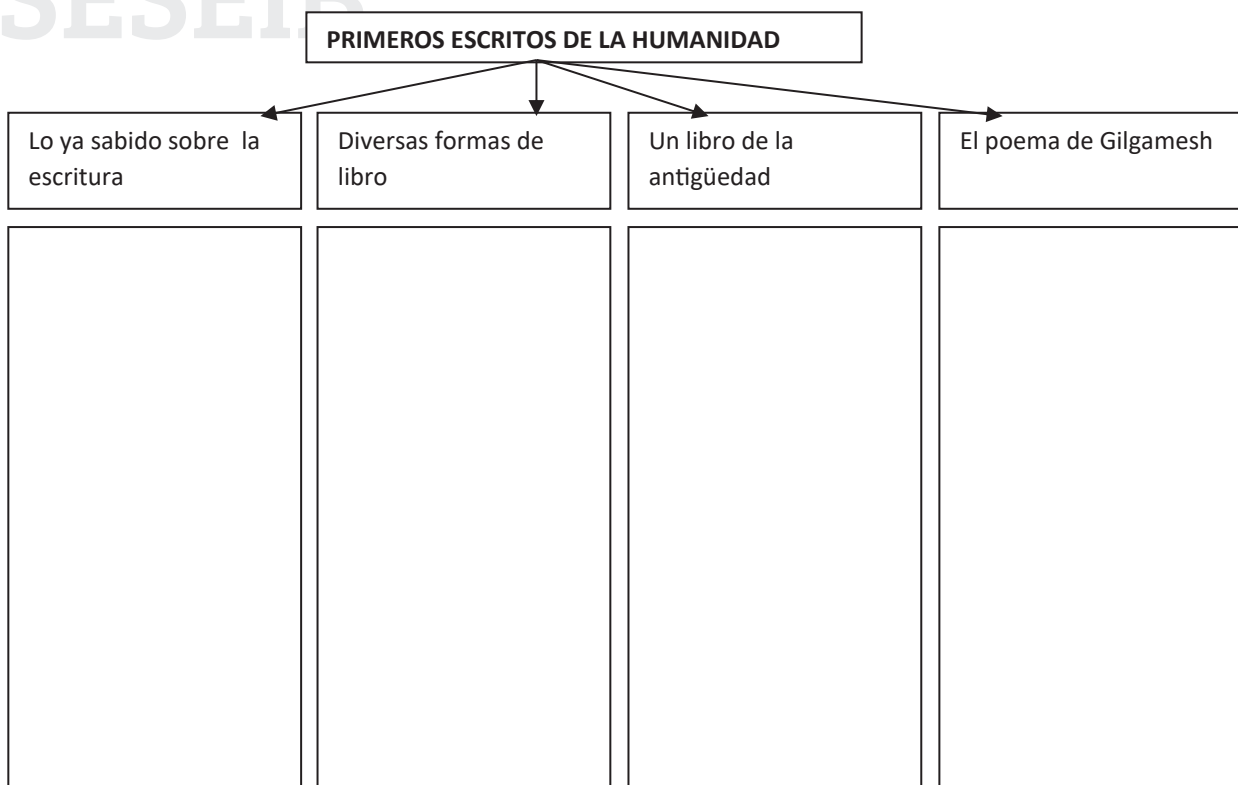 PRIMEROS ESCRITOS DE LA HUMANIDAD
Lo ya sabido sobre la
escritura
Diversas formas de
libro
Un libro de la
antigüedad
El poema de Gilgamesh